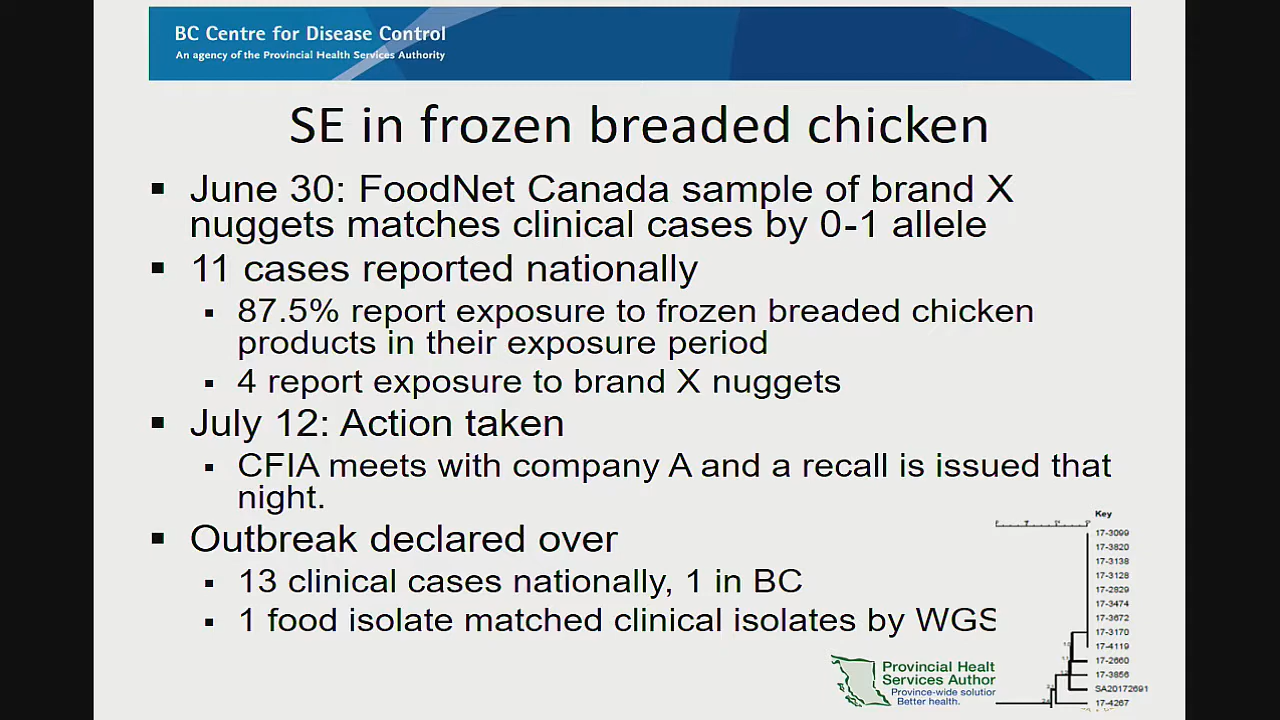 BC Centre for Disease Control
An agency of the Provincial Health Services Authority
SE in frozen breaded chicken
▪ June 30: FoodNet Canada sample of brand X
nuggets matches clinical cases by 0-1 allele
▪ 11 cases reported nationally
▪ 87.5% report exposure to frozen breaded chicken
products in their exposure period
▪ 4 report exposure to brand X nuggets
▪ July 12: Action taken
▪ CFIA meets with company A and a recall is issued that
night.
▪ Outbreak declared over
▪ 13 clinical cases nationally, 1 in BC
▪ 1 food isolate matched clinical isolates by WGS
Provincial Healt
Services Author
Province-wide solution
Better health.
Key
17-3099
17-3820
17-3138
17-3128
17-2829
17-3474
17-3672
17-3170
17-4119
17-2660
17-3856
SA20172691
17-4267